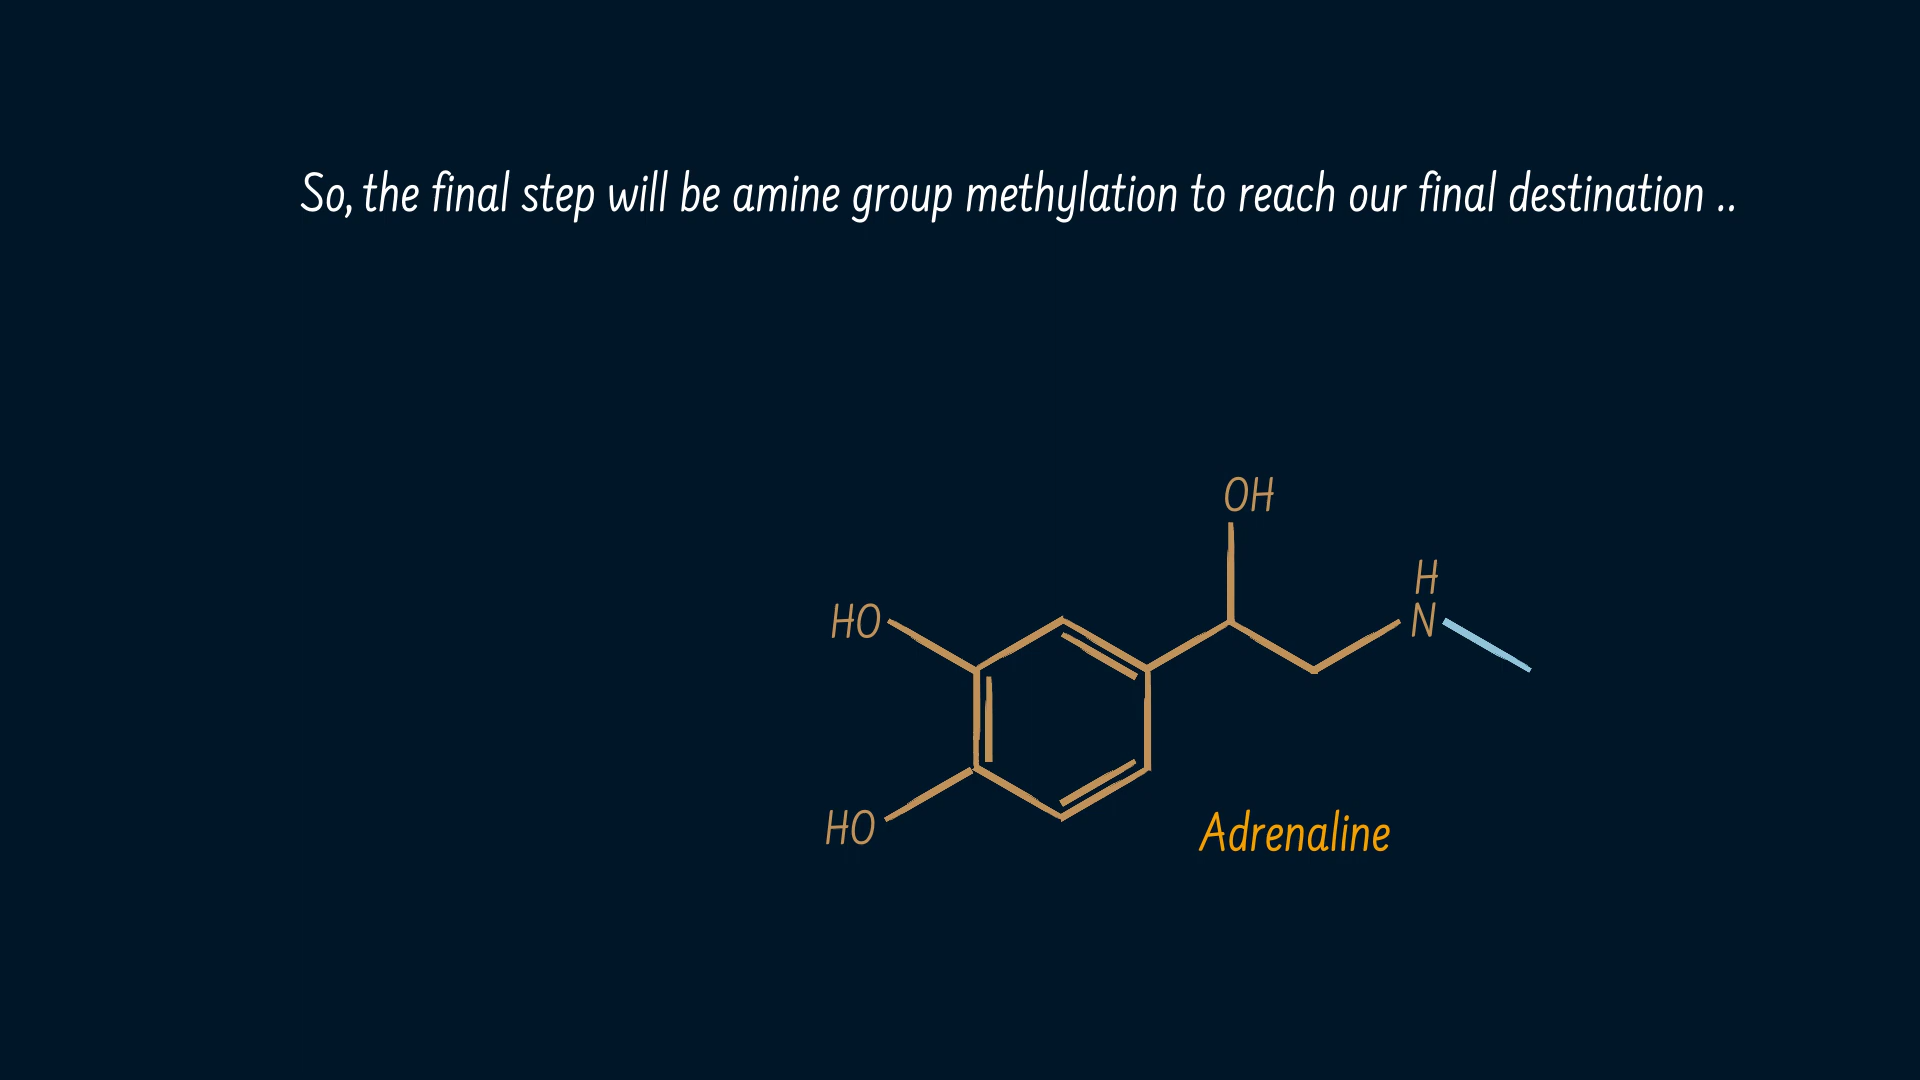 So, the final step will be amine group methylation to reach our final destination ..
OH
H
N
HO
HO
Adrenaline